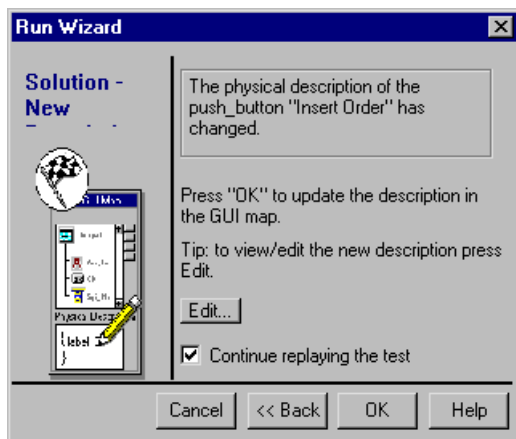 Run Wizard
Solution -
New
The physical description of the
push_button "Insert Order" has
changed.
Press "OK" to update the description in
the GUI map.
Tip: to view/edit the new description press
Edit.
Edit...
Continue replaying the test
{label
}
Cancel
<< Back
OK
Help